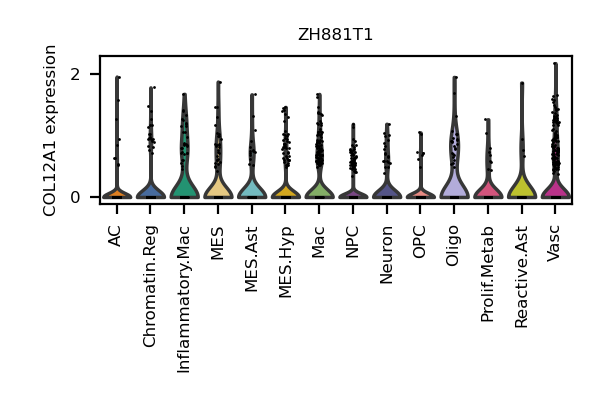 ZH881T1
COL12A1 expression
2
0
AC
Chromatin.Reg
Inflammatory.Mac
MES
MES.Ast
MES.Hyp
Mac
NPC
Neuron
OPC
Oligo
Prolif.Metab
Reactive.Ast
Vasc